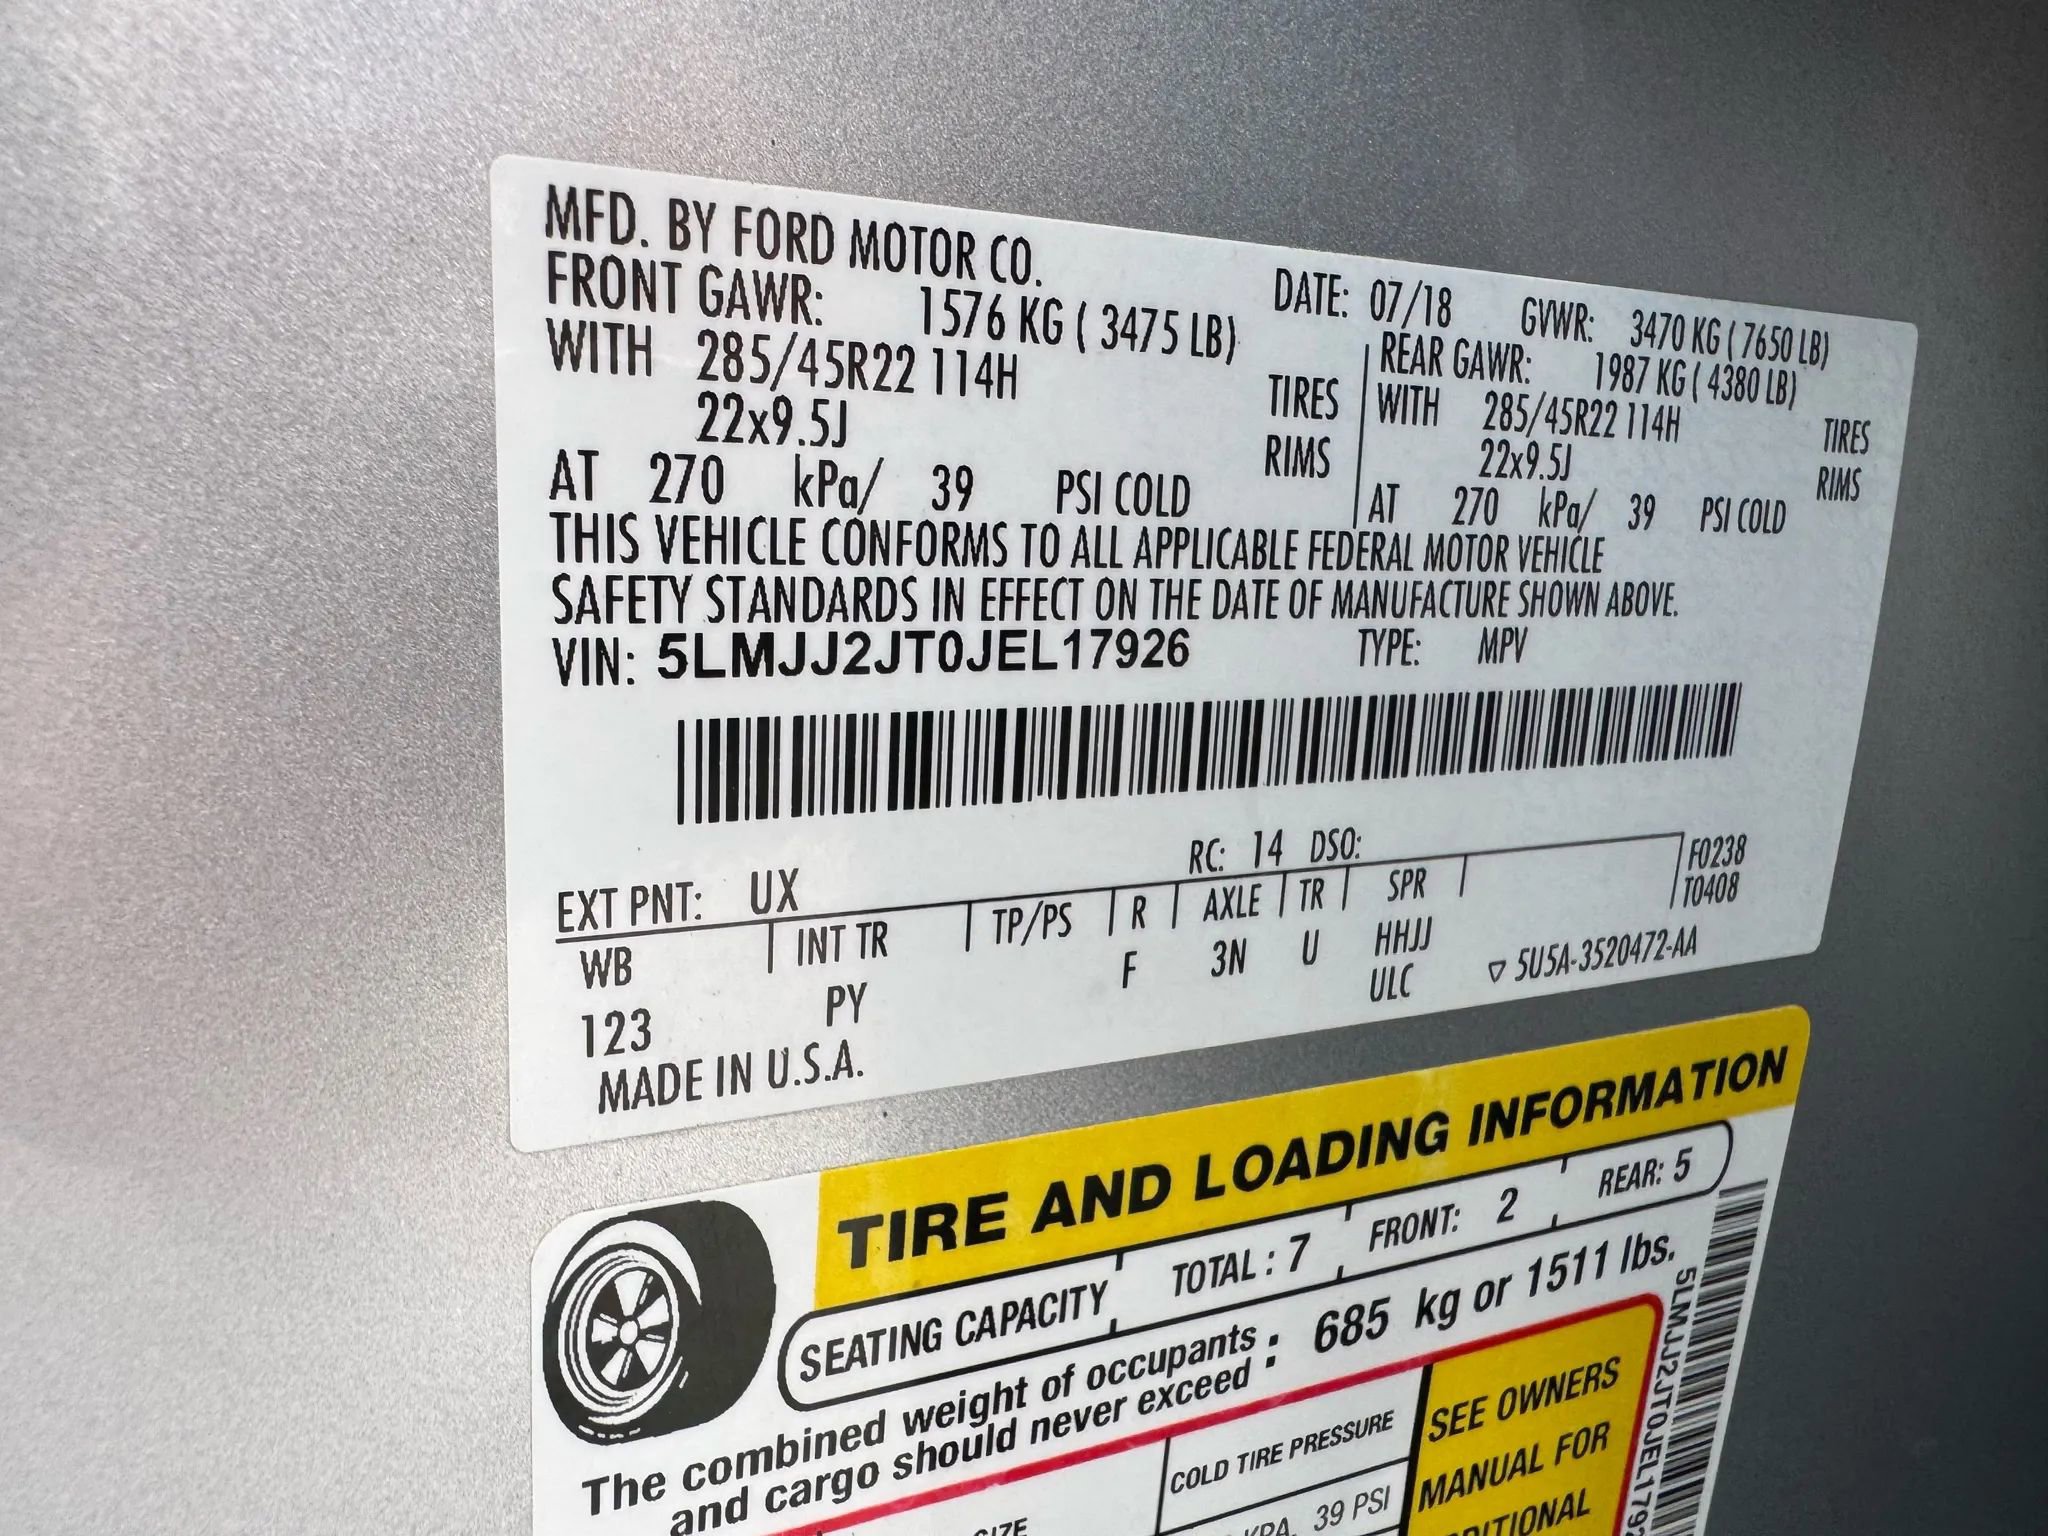 MFD. BY FORD MOTOR CO.
DATE: 07/18 GVWR: 3470 KG ( 7650 LB)
FRONT GAWR: 1576 KG ( 3475 LB)
WITH 285/45R22 114H TIRES
22x9.5J RIMS
AT 270 kPa/ 39 PSI COLD
REAR GAWR: 1987 KG ( 4380 LB)
WITH 285/45R22 114H TIRES
22x9.5J RIMS
AT 270 kPa/ 39 PSI COLD
THIS VEHICLE CONFORMS TO ALL APPLICABLE FEDERAL MOTOR VEHICLE
SAFETY STANDARDS IN EFFECT ON THE DATE OF MANUFACTURE SHOWN ABOVE.
VIN: 5LMJJ2JT0JEL17926 TYPE: MPV
EXT PNT: UX RC: 14 DSO:
F0238
T0408
WB INT TR TP/PS R AXLE TR SPR
123 PY F 3N U HHJJ
ULC
▽ 5U5A-3520472-AA
MADE IN U.S.A.
TIRE AND LOADING INFORMATION
SEATING CAPACITY TOTAL : 7 FRONT: 2 REAR: 5
The combined weight of occupants
and cargo should never exceed : 685 kg or 1511 lbs.
COLD TIRE PRESSURE
39 PSI
SEE OWNERS
MANUAL FOR
5LMJJ2JT0JEL179